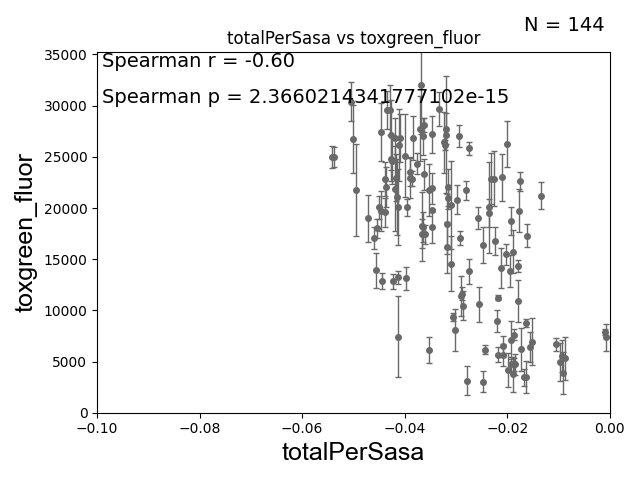 N = 144
totalPerSasa vs toxgreen_fluor
Spearman r = -0.60
Spearman p = 2.3660214341777102e-15
35000
30000
25000
20000
15000
10000
5000
0
toxgreen_fluor
−0.10 −0.08 −0.06 −0.04 −0.02 0.00
totalPerSasa